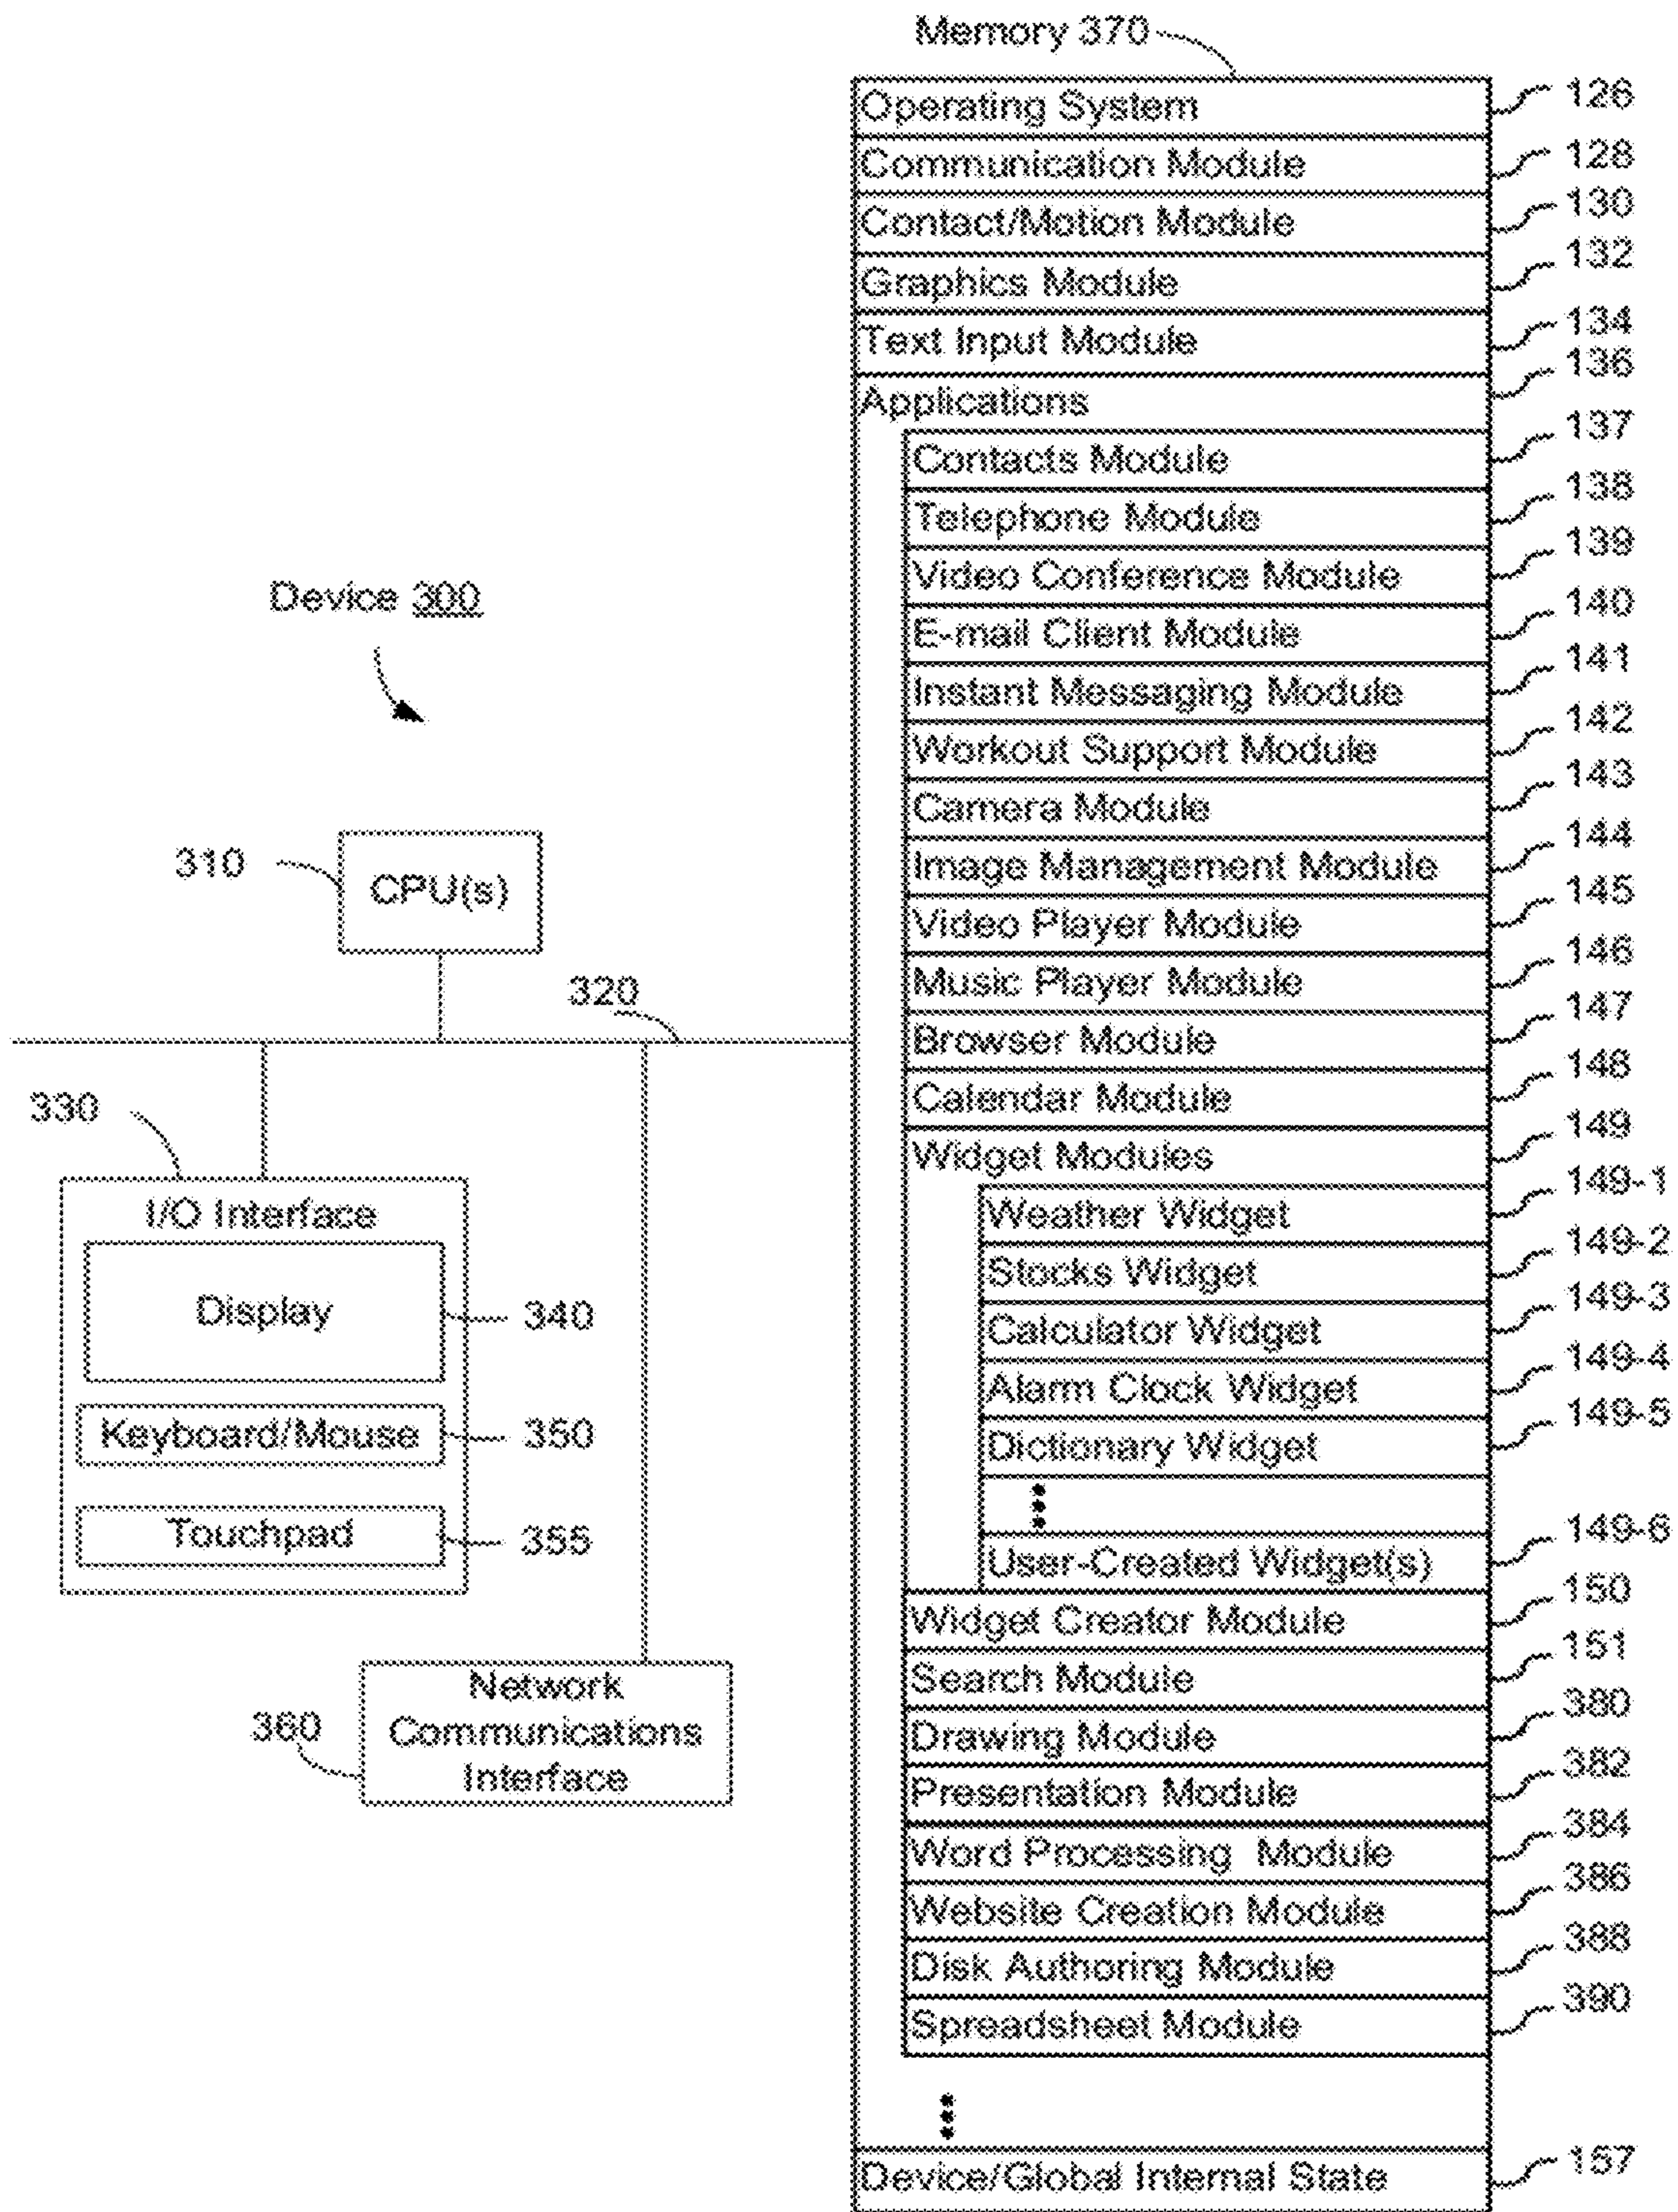 Memory 370
Operating System 126
Communication Module 128
Contact/Motion Module 130
Graphics Module 132
Text Input Module 134
Applications 136
Contacts Module 137
Telephone Module 138
Video Conference Module 139
E-mail Client Module 140
Instant Messaging Module 141
Workout Support Module 142
Camera Module 143
Image Management Module 144
Video Player Module 145
Music Player Module 146
Browser Module 147
Calendar Module 148
Widget Modules 149
Weather Widget 149-1
Stocks Widget 149-2
Calculator Widget 149-3
Alarm Clock Widget 149-4
Dictionary Widget 149-5
User-Created Widget(s) 149-6
Widget Creator Module 150
Search Module 151
Drawing Module 380
Presentation Module 382
Word Processing Module 384
Website Creation Module 386
Disk Authoring Module 388
Spreadsheet Module 390
Device/Global Internal State 157
Device 300
310
CPU(s)
320
330
I/O Interface
Display 340
Keyboard/Mouse 350
Touchpad 355
360
Network
Communications
Interface